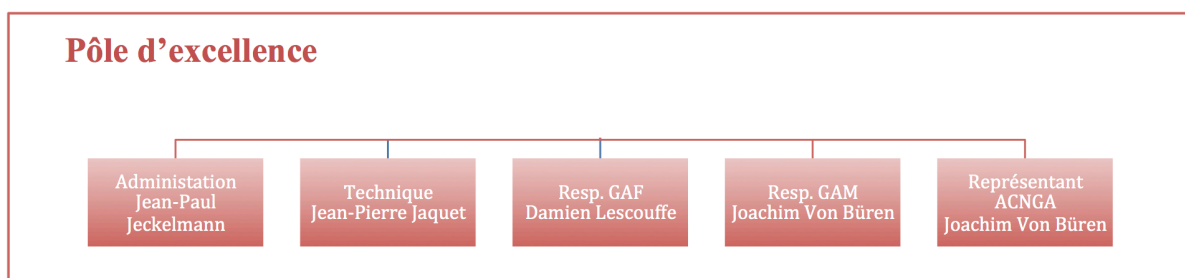 Pôle d’excellence
Administation
Jean-Paul
Jeckelmann
Technique
Jean-Pierre Jaquet
Resp. GAF
Damien Lescouffe
Resp. GAM
Joachim Von Büren
Représentant
ACNGA
Joachim Von Büren